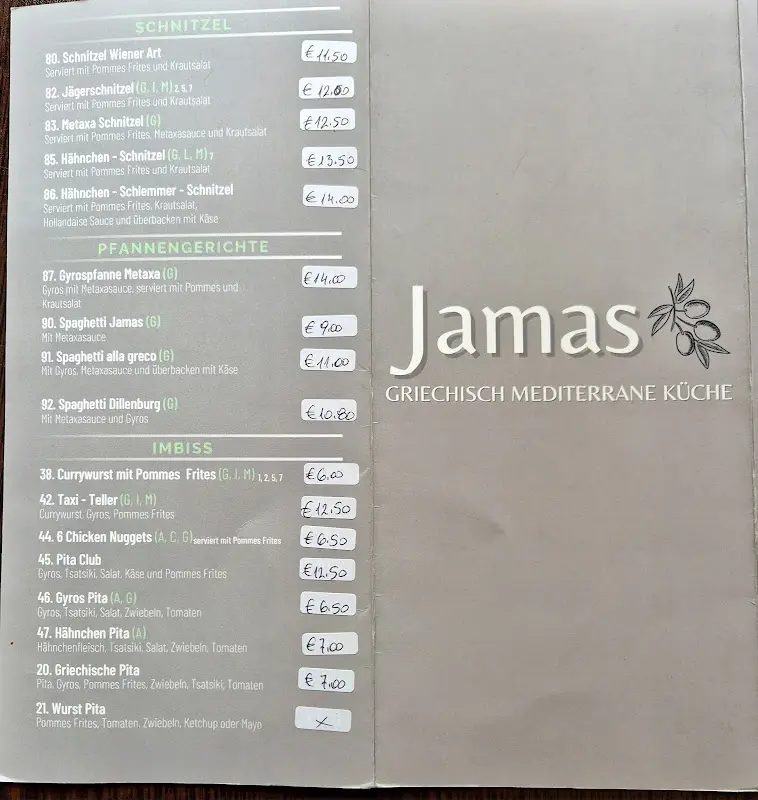 SCHNITZEL
80. Schnitzel Wiener Art € 11.50
Serviert mit Pommes Frites und Krautsalat
82. Jägerschnitzel (G, I, M) 2, 5, 7 € 12.00
Serviert mit Pommes Frites und Krautsalat
83. Metaxa Schnitzel (G) € 12.50
Serviert mit Pommes Frites, Metaxasauce und Krautsalat
85. Hähnchen - Schnitzel (G, L, M) 7 € 13.50
Serviert mit Pommes Frites und Krautsalat
86. Hähnchen - Schlemmer - Schnitzel € 14.00
Serviert mit Pommes Frites, Krautsalat,
Hollandaise Sauce und überbacken mit Käse
PFANNENGERICHTE
87. Gyrospfanne Metaxa (G) € 14.00
Gyros mit Metaxasauce, serviert mit Pommes und
Krautsalat
90. Spaghetti Jamas (G) € 9.00
Mit Metaxasauce
91. Spaghetti alla greco (G) € 11.00
Mit Gyros, Metaxasauce und überbacken mit Käse
92. Spaghetti Dillenburg (G) € 10.80
Mit Metaxasauce und Gyros
IMBISS
38. Currywurst mit Pommes Frites (G, I, M) 1, 2, 5, 7 € 6.00
42. Taxi - Teller (G, I, M) € 12.50
Currywurst, Gyros, Pommes Frites
44. 6 Chicken Nuggets (A, C, G) serviert mit Pommes Frites € 6.50
45. Pita Club € 12.50
Gyros, Tsatsiki, Salat, Käse und Pommes Frites
46. Gyros Pita (A, G) € 6.50
Gyros, Tsatsiki, Salat, Zwiebeln, Tomaten
47. Hähnchen Pita (A) € 7.00
Hähnchenfleisch, Tsatsiki, Salat, Zwiebeln, Tomaten
20. Griechische Pita € 7.00
Pita, Gyros, Pommes Frites, Zwiebeln, Tsatsiki, Tomaten
21. Wurst Pita X
Pommes Frites, Tomaten, Zwiebeln, Ketchup oder Mayo
Jamas
GRIECHISCH MEDITERRANE KÜCHE